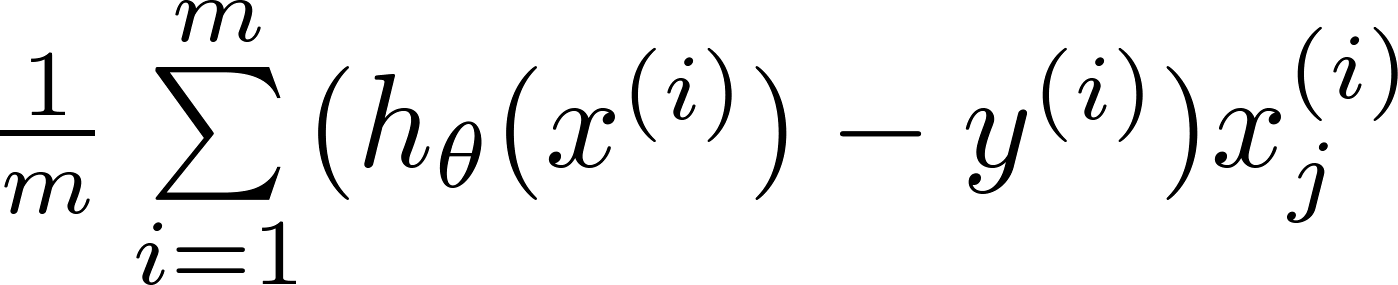 \frac{1}{m} \sum_{i=1}^{m} (h_\theta(x^{(i)}) - y^{(i)}) x_j^{(i)}